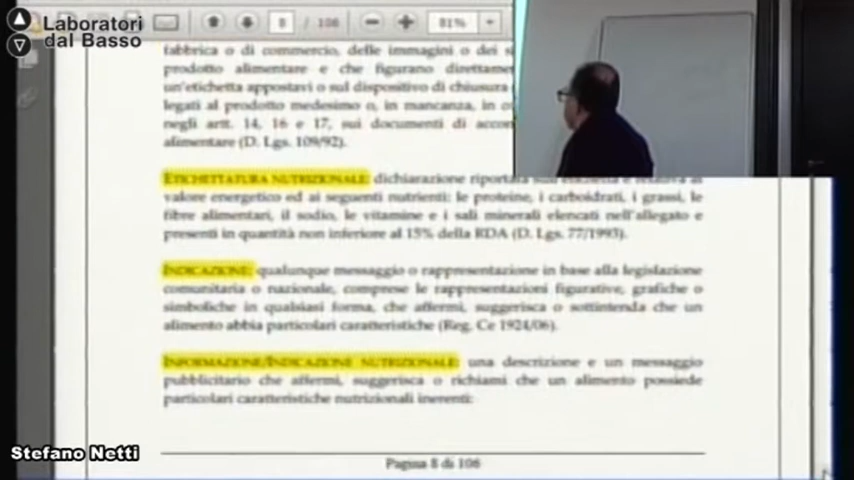 Laboratori
dal Basso
8 / 106
81%
fabbrica o di commercio, delle immagini o dei
prodotto alimentare e che figurano
un'etichetta appostavi o sul dispositivo di chiusura
legati al prodotto medesimo o, in mancanza, in
negli artt. 14, 16 e 17, sui documenti di
alimentare (D. Lgs. 109/92).
ETICHETTATURA NUTRIZIONALE: dichiarazione
valore energetico ed ai seguenti nutrienti: le proteine, i carboidrati, i grassi, le
fibre alimentari, il sodio, le vitamine e i sali minerali elencati nell'allegato e
presenti in quantità non inferiore al 15% della RDA (D. Lgs. 77/1993).
INDICAZIONE: qualunque messaggio o rappresentazione in base alla legislazione
comunitaria o nazionale, comprese le rappresentazioni figurative, grafiche o
simboliche in qualsiasi forma, che affermi, suggerisca o sottintenda che un
alimento abbia particolari caratteristiche (Reg. Ce 1924/06).
INFORMAZIONE/INDICAZIONE NUTRIZIONALE: una descrizione e un messaggio
pubblicitario che affermi, suggerisca o richiami che un alimento possiede
particolari caratteristiche nutrizionali inerenti:
Stefano Netti
Pagina 8 di 106